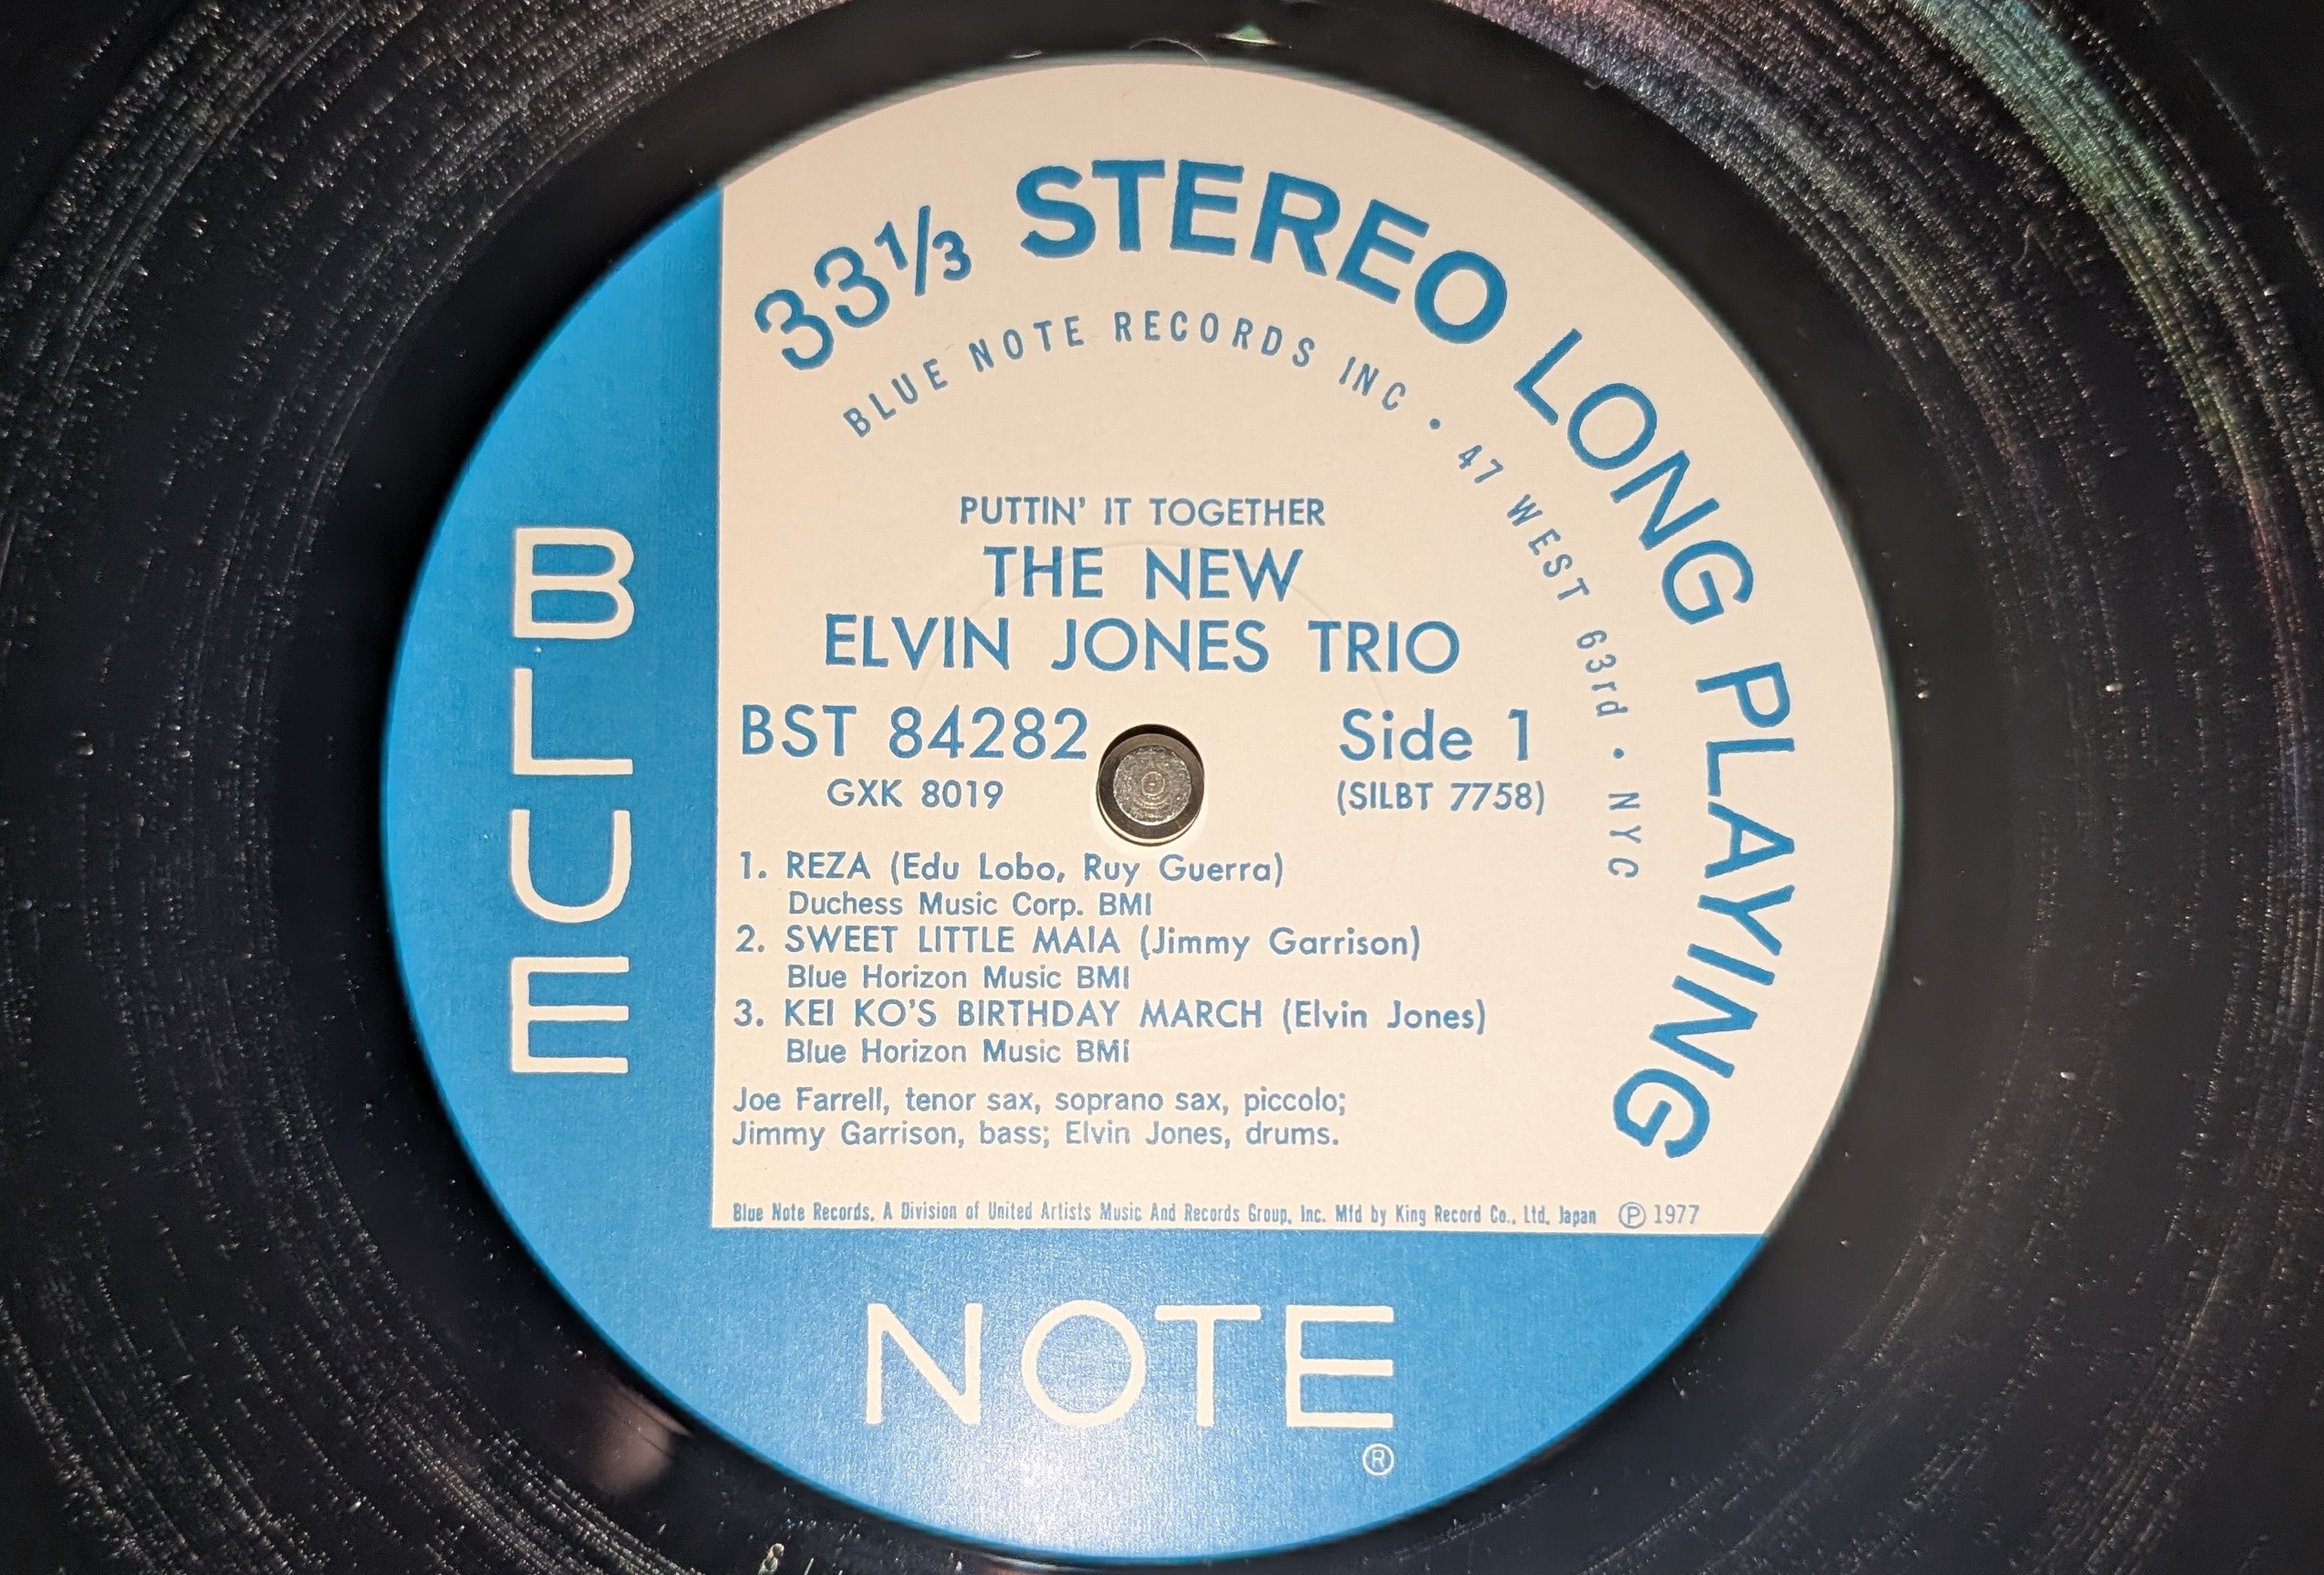 33⅓ STEREO LONG PLAYING
BLUE NOTE RECORDS INC • 47 WEST 63rd • NYC
PUTTIN' IT TOGETHER
THE NEW
ELVIN JONES TRIO
BST 84282 Side 1
GXK 8019 (SILBT 7758)
1. REZA (Edu Lobo, Ruy Guerra)
Duchess Music Corp. BMI
2. SWEET LITTLE MAIA (Jimmy Garrison)
Blue Horizon Music BMI
3. KEI KO'S BIRTHDAY MARCH (Elvin Jones)
Blue Horizon Music BMI
Joe Farrell, tenor sax, soprano sax, piccolo;
Jimmy Garrison, bass; Elvin Jones, drums.
Blue Note Records, A Division of United Artists Music And Records Group, Inc. Mfd by King Record Co., Ltd, Japan ℗ 1977
BLUE
NOTE
®